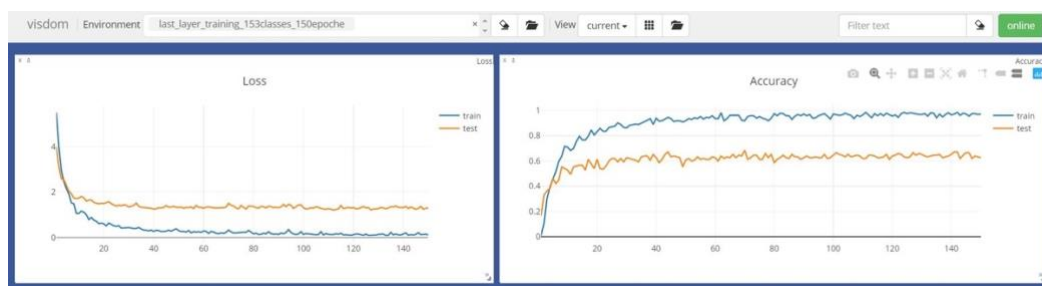 visdom Environment last_layer_training_153classes_150epoche × View current Filter text online
Loss
Loss
train
test
4
2
0
20 40 60 80 100 120 140
Accurac
Accuracy
train
test
1
0.8
0.6
0.4
0.2
0
20 40 60 80 100 120 140